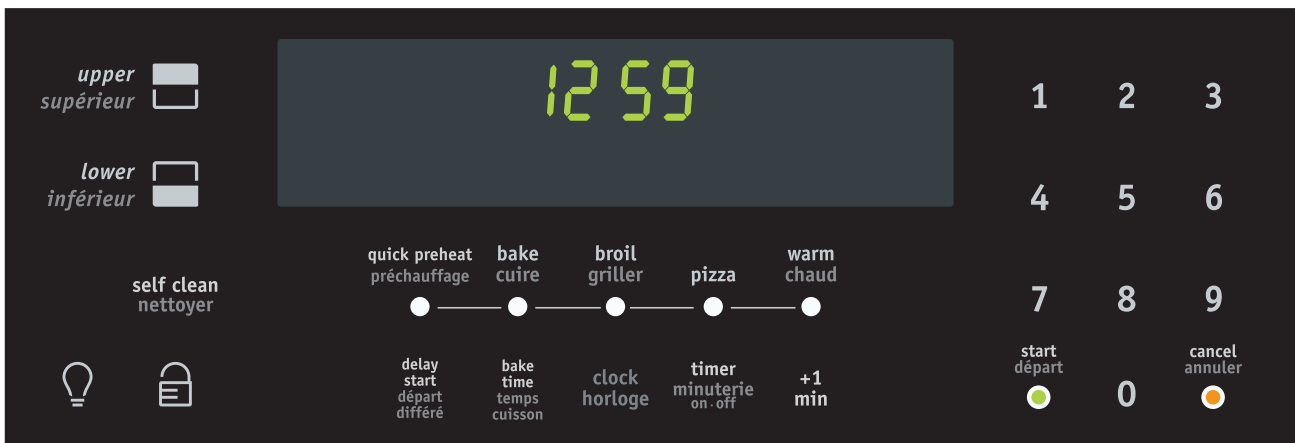 12 59
upper
supérieur
lower
inférieur
self clean
nettoyer
quick preheat
préchauffage
bake
cuire
broil
griller
pizza
warm
chaud
delay
start
départ
différé
bake
time
temps
cuisson
clock
horloge
timer
minuterie
on·off
+1
min
1 2 3
4 5 6
7 8 9
start
départ
0
cancel
annuler